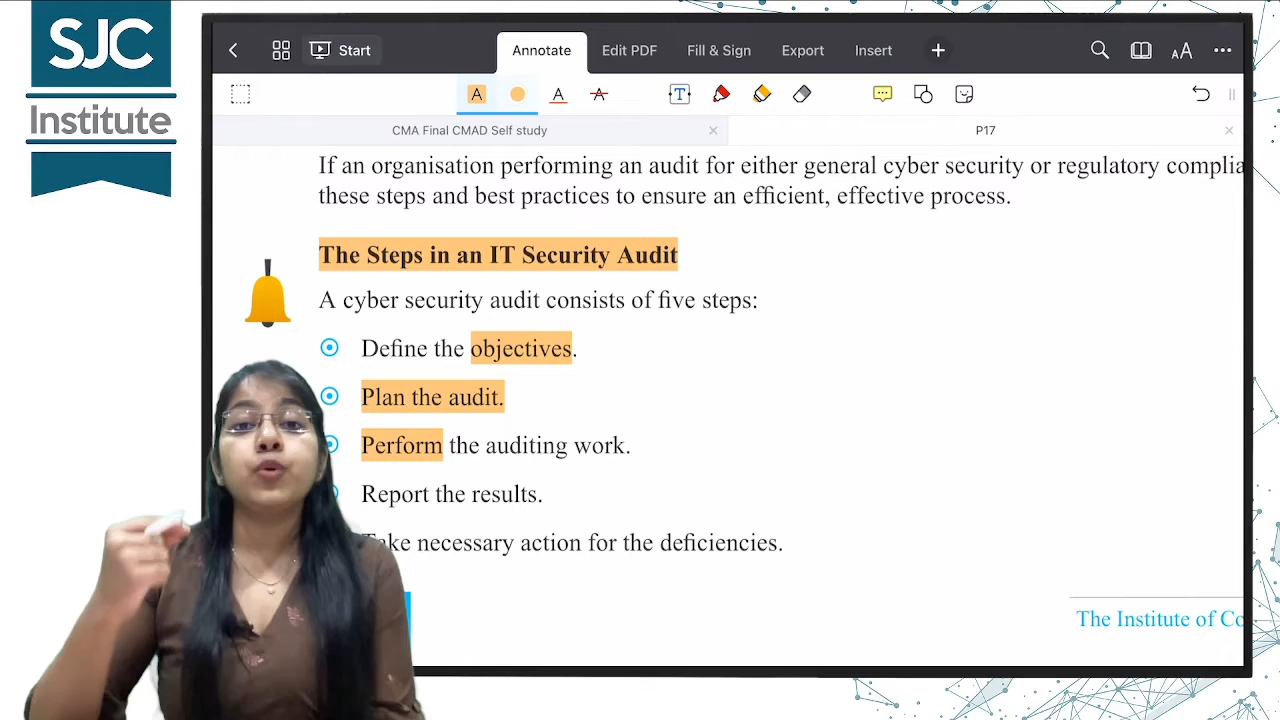 SJC
Institute
Start
Annotate
Edit PDF
Fill & Sign
Export
Insert
CMA Final CMAD Self study
P17
If an organisation performing an audit for either general cyber security or regulatory complia
these steps and best practices to ensure an efficient, effective process.
The Steps in an IT Security Audit
A cyber security audit consists of five steps:
Define the objectives.
Plan the audit.
Perform the auditing work.
Report the results.
Take necessary action for the deficiencies.
The Institute of Co